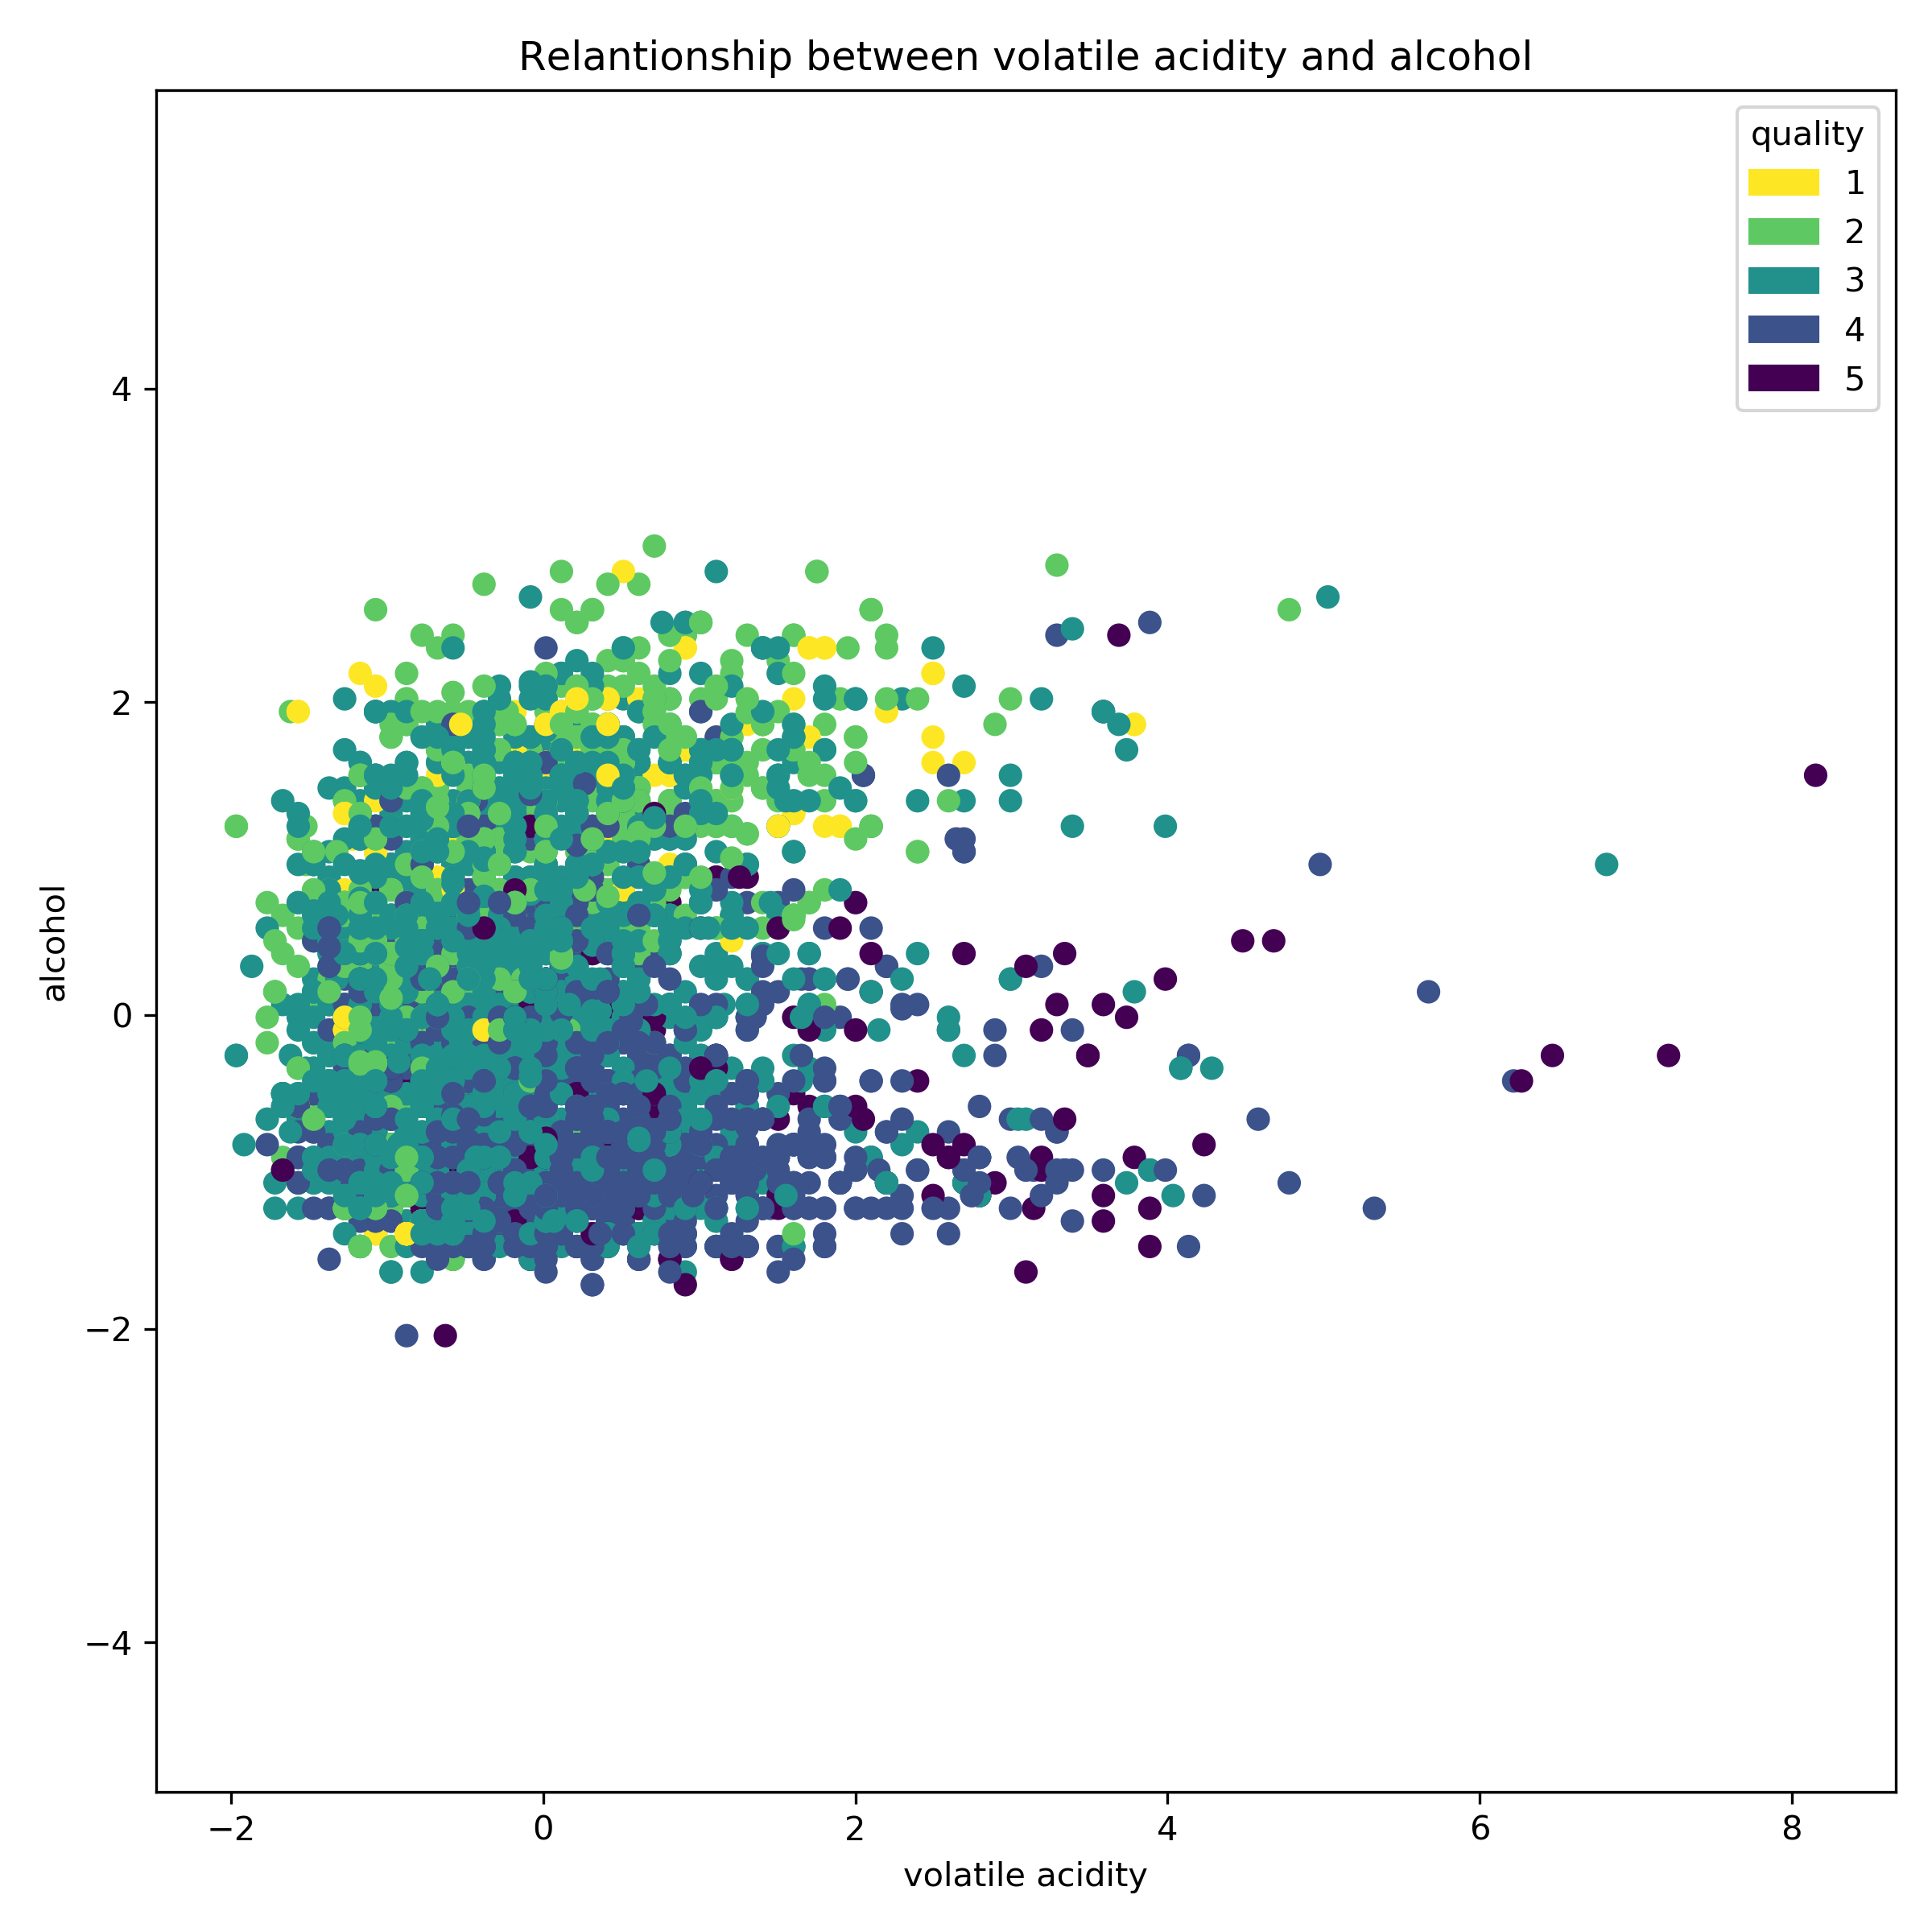 Relantionship between volatile acidity and alcohol
quality
1
2
3
4
5
4
2
0
−2
−4
alcohol
−2 0 2 4 6 8
volatile acidity